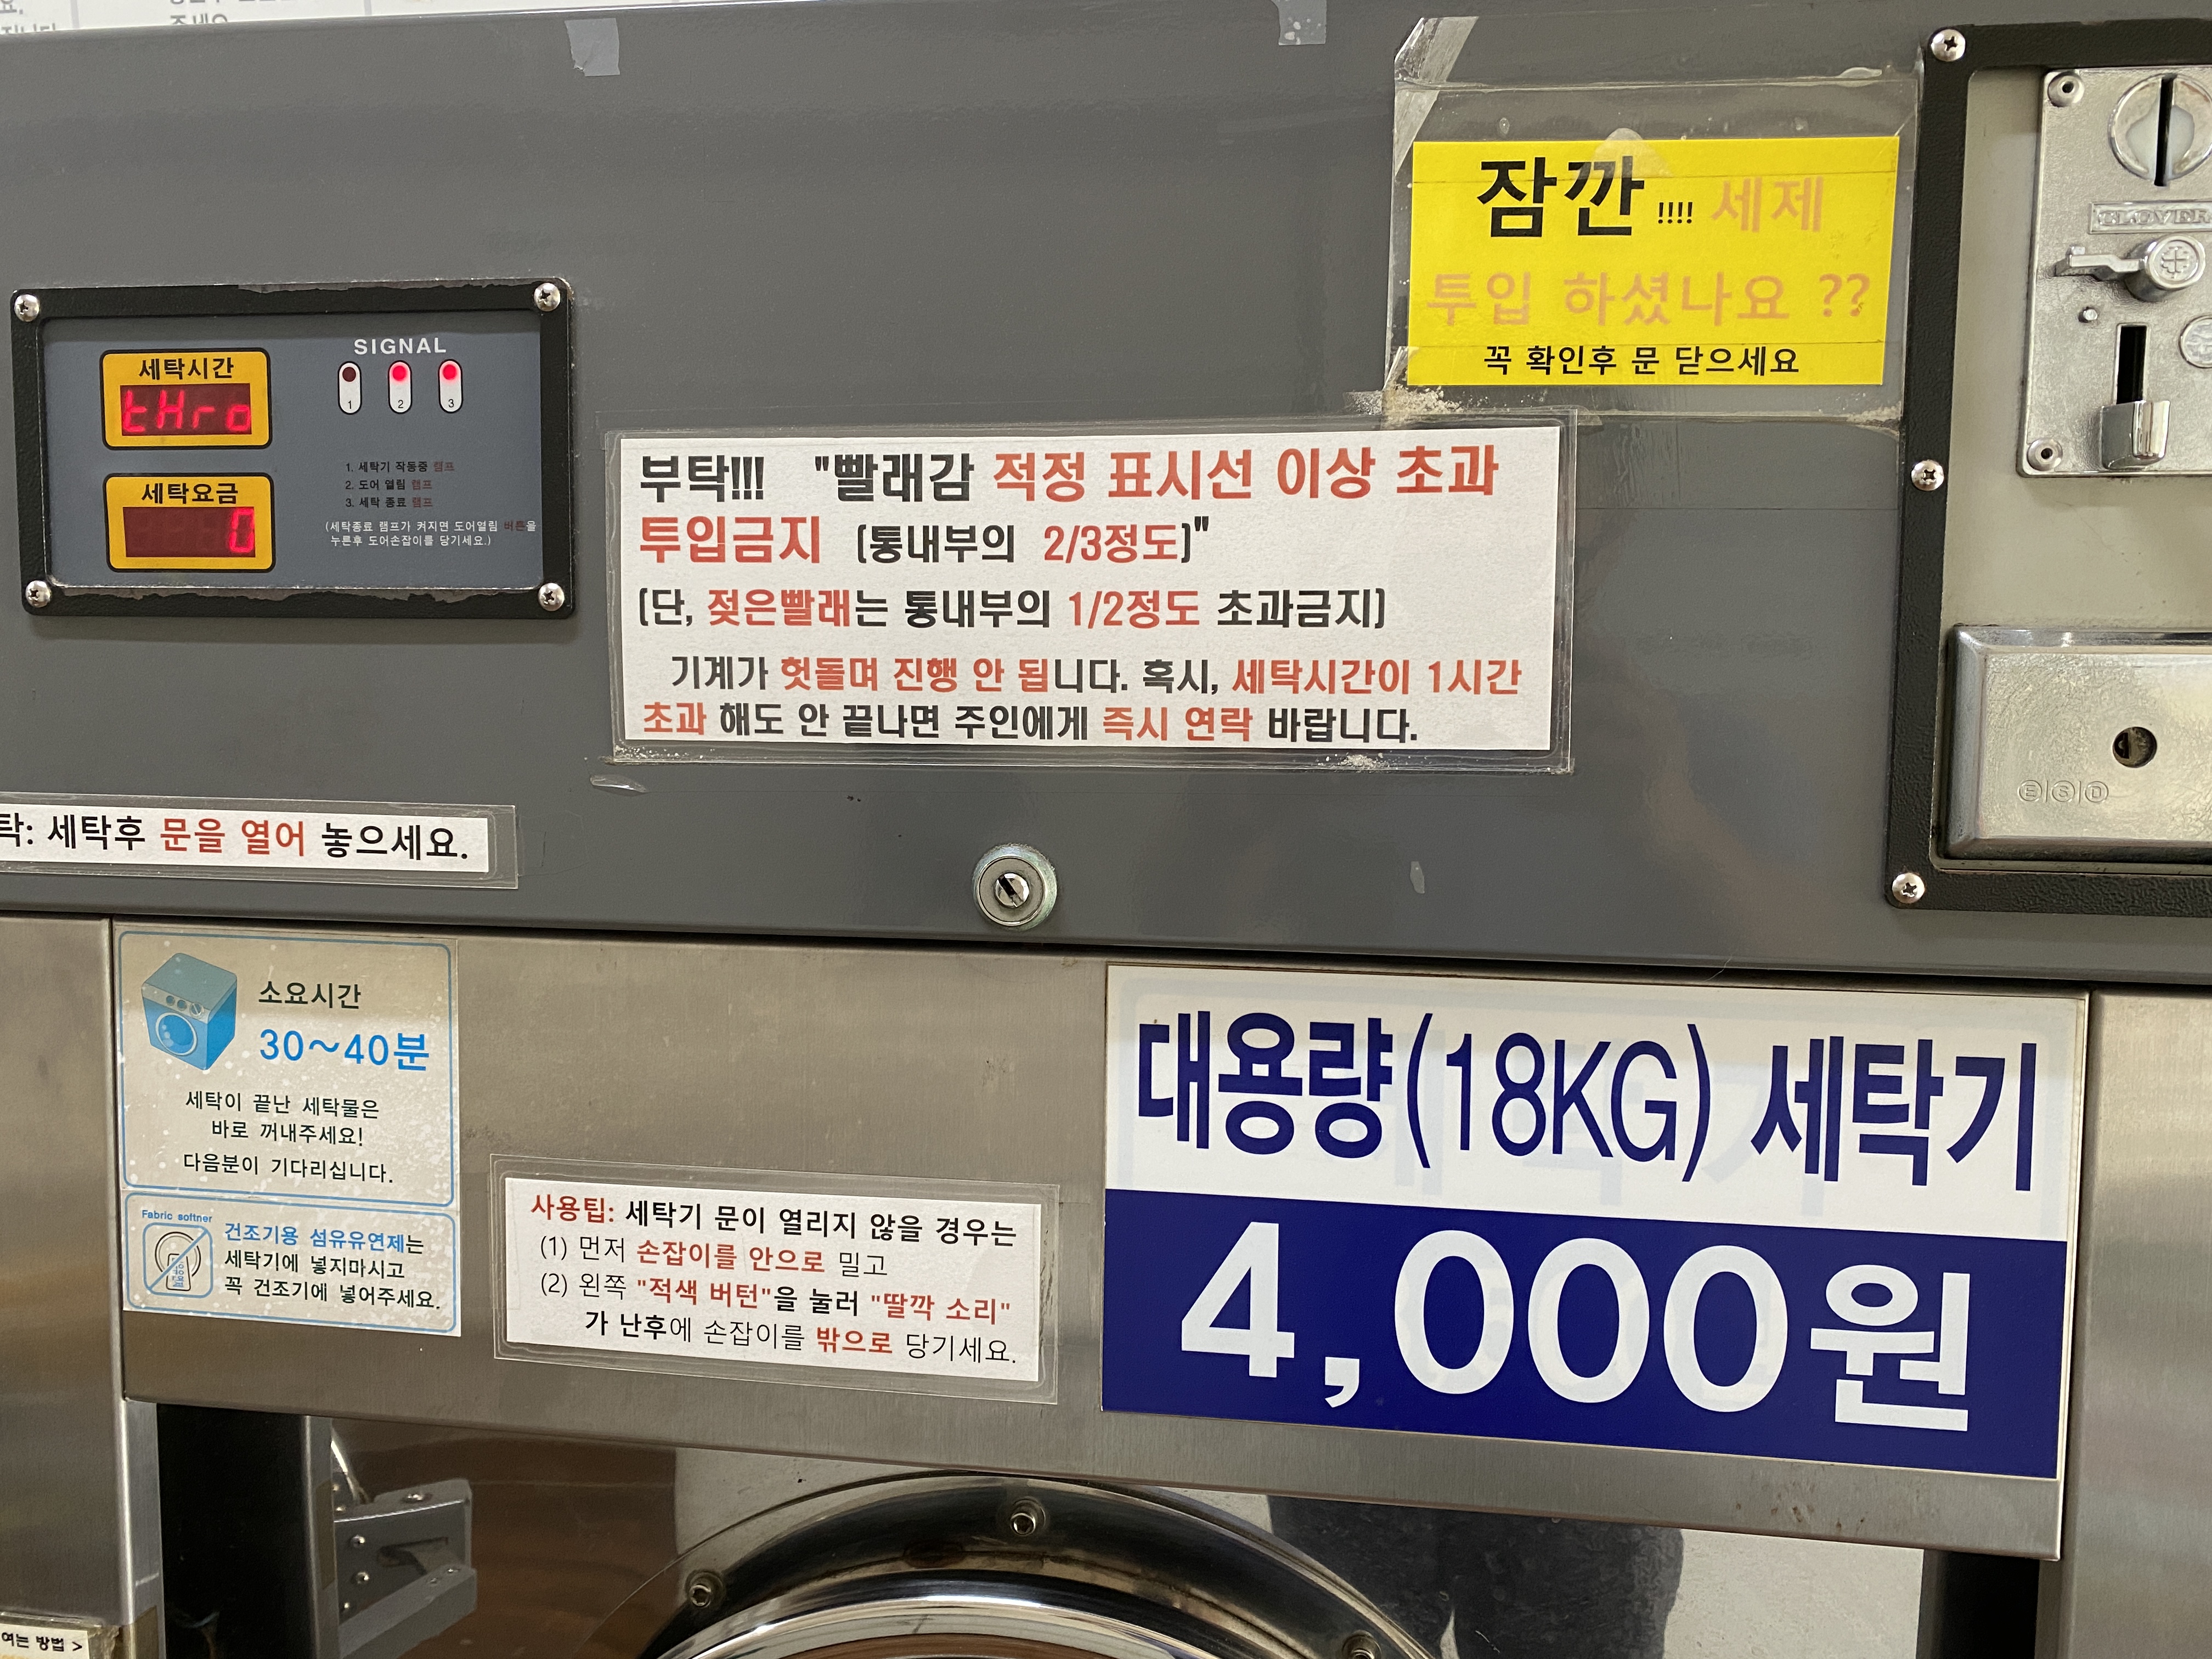 잠깐!!!! 세제
투입 하셨나요 ??
꼭 확인후 문 닫으세요
CLOVER
SIGNAL
세탁시간
tHro
1 2 3
세탁요금
0
1. 세탁기 작동중 램프
2. 도어 열림 램프
3. 세탁 종료 램프
(세탁종료 램프가 켜지면 도어열림 버튼을
누른후 도어손잡이를 당기세요.)
부탁!!! "빨래감 적정 표시선 이상 초과
투입금지 (통내부의 2/3정도)"
(단, 젖은빨래는 통내부의 1/2정도 초과금지)
기계가 헛돌며 진행 안 됩니다. 혹시, 세탁시간이 1시간
초과 해도 안 끝나면 주인에게 즉시 연락 바랍니다.
ESD
탁: 세탁후 문을 열어 놓으세요.
소요시간
30~40분
세탁이 끝난 세탁물은
바로 꺼내주세요!
다음분이 기다리십니다.
Fabric softner
건조기용 섬유유연제는
세탁기에 넣지마시고
꼭 건조기에 넣어주세요.
사용팁: 세탁기 문이 열리지 않을 경우는
(1) 먼저 손잡이를 안으로 밀고
(2) 왼쪽 "적색 버턴"을 눌러 "딸깍 소리"
가 난후에 손잡이를 밖으로 당기세요.
대용량(18KG) 세탁기
4,000원
여는 방법 >